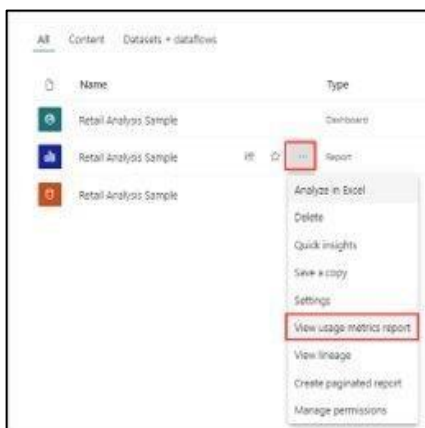 All Content Datasets + dataflows
Name Type
Retail Analysis Sample Dashboard
Retail Analysis Sample ... Report
Retail Analysis Sample
Analyze in Excel
Delete
Quick insights
Save a copy
Settings
View usage metrics report
View lineage
Create paginated report
Manage permissions